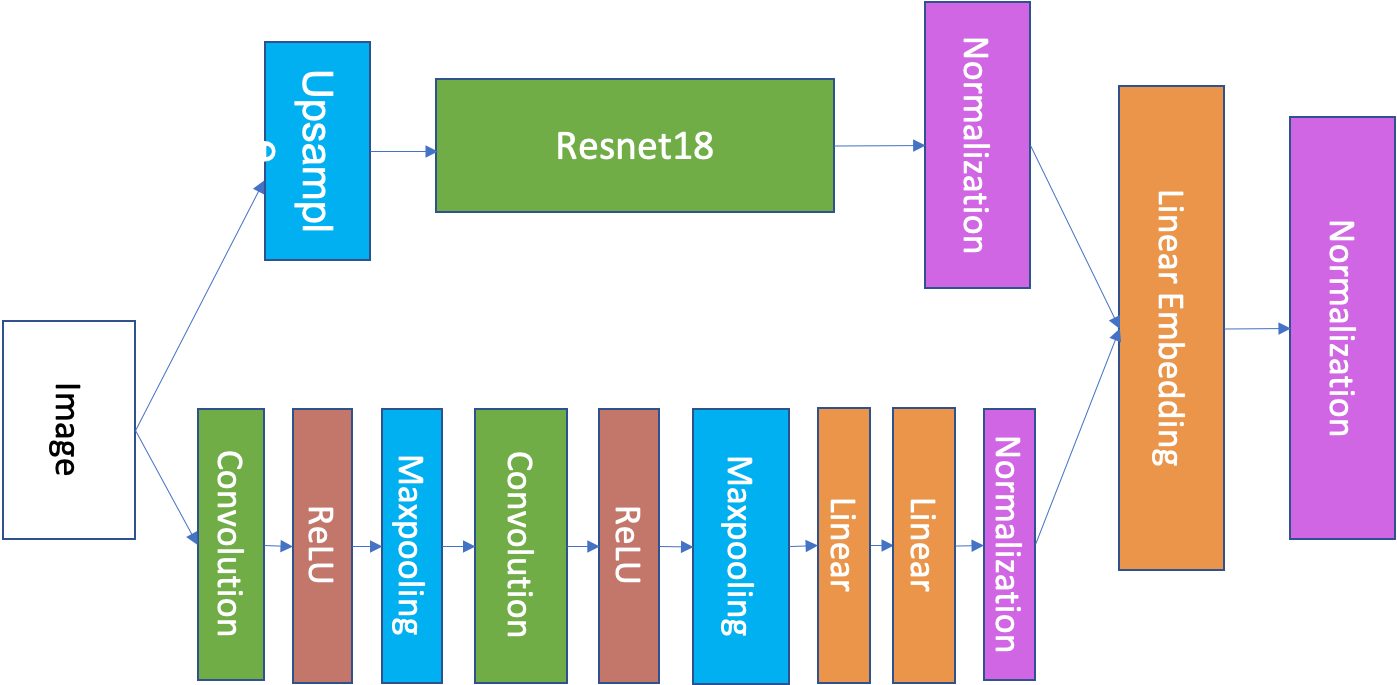 Image
Upsampl
e
Resnet18
Normalization
Convolution
ReLU
Maxpooling
Convolution
ReLU
Maxpooling
Linear
Linear
Normalization
Linear Embedding
Normalization